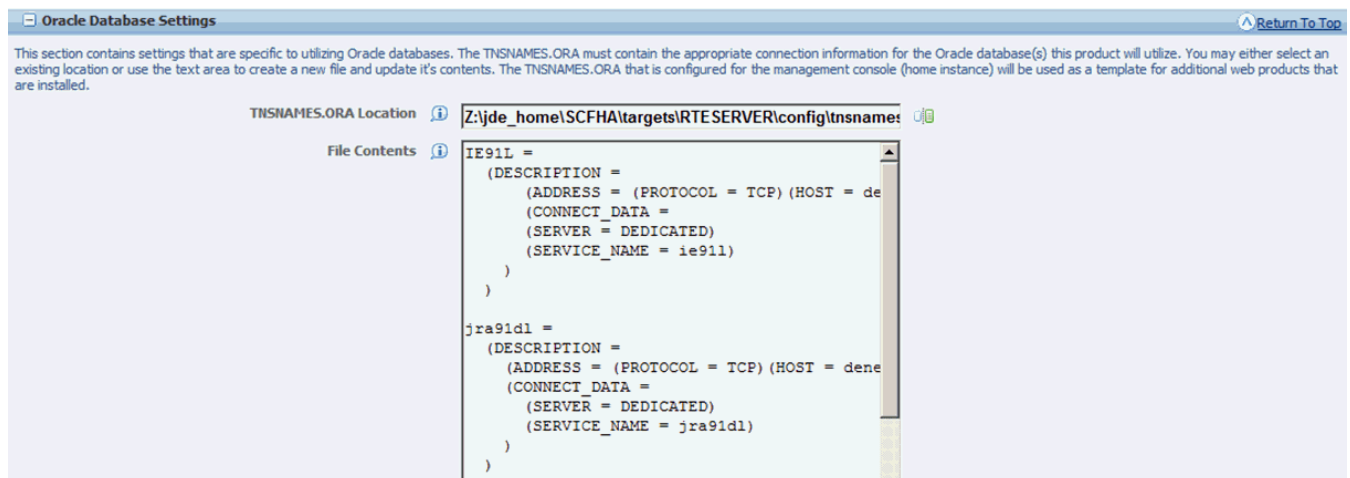 Oracle Database Settings
Return To Top
This section contains settings that are specific to utilizing Oracle databases. The TNSNAMES.ORA must contain the appropriate connection information for the Oracle database(s) this product will utilize. You may either select an
existing location or use the text area to create a new file and update it's contents. The TNSNAMES.ORA that is configured for the management console (home instance) will be used as a template for additional web products that
are installed.
TNSNAMES.ORA Location
Z:\jde_home\SCFHA\targets\RTESERVER\config\tnsnames
File Contents
IE91L =
(DESCRIPTION =
(ADDRESS = (PROTOCOL = TCP)(HOST = de
(CONNECT_DATA =
(SERVER = DEDICATED)
(SERVICE_NAME = ie91l)
)
)
jra91dl =
(DESCRIPTION =
(ADDRESS = (PROTOCOL = TCP)(HOST = dene
(CONNECT_DATA =
(SERVER = DEDICATED)
(SERVICE_NAME = jra91dl)
)
)